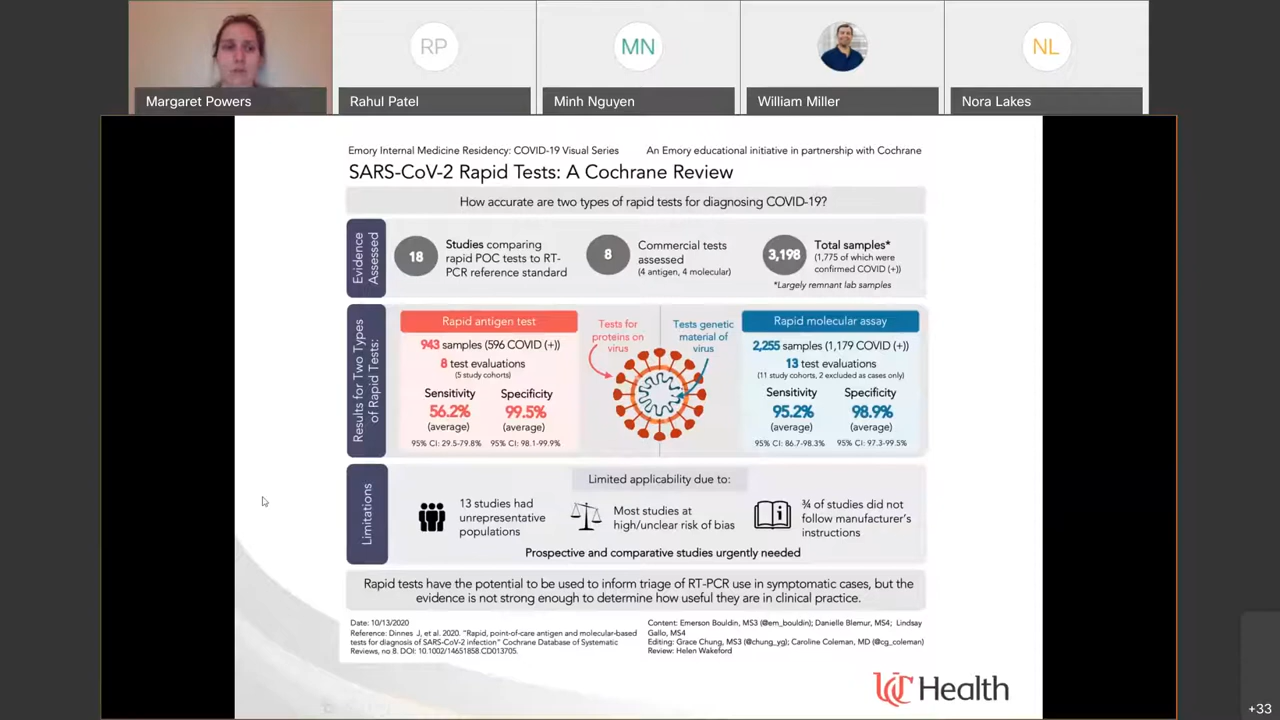 RP
MN
NL
Margaret Powers
Rahul Patel
Minh Nguyen
William Miller
Nora Lakes
Emory Internal Medicine Residency: COVID-19 Visual Series
An Emory educational initiative in partnership with Cochrane
SARS-CoV-2 Rapid Tests: A Cochrane Review
How accurate are two types of rapid tests for diagnosing COVID-19?
Evidence
Assessed
18
Studies comparing
rapid POC tests to RT-
PCR reference standard
8
Commercial tests
assessed
(4 antigen, 4 molecular)
3,198
Total samples*
(1,775 of which were
confirmed COVID (+))
*Largely remnant lab samples
Results for Two Types
of Rapid Tests:
Rapid antigen test
943 samples (596 COVID (+))
8 test evaluations
(5 study cohorts)
Sensitivity
56.2%
(average)
95% CI: 29.5-79.8%
Specificity
99.5%
(average)
95% CI: 98.1-99.9%
Tests for
proteins on
virus
Tests genetic
material of
virus
Rapid molecular assay
2,255 samples (1,179 COVID (+))
13 test evaluations
(11 study cohorts, 2 excluded as cases only)
Sensitivity
95.2%
(average)
95% CI: 86.7-98.3%
Specificity
98.9%
(average)
95% CI: 97.3-99.5%
Limitations
Limited applicability due to:
13 studies had
unrepresentative
populations
Most studies at
high/unclear risk of bias
¾ of studies did not
follow manufacturer's
instructions
Prospective and comparative studies urgently needed
Rapid tests have the potential to be used to inform triage of RT-PCR use in symptomatic cases, but the
evidence is not strong enough to determine how useful they are in clinical practice.
Date: 10/13/2020
Reference: Dinnes J, et al. 2020. "Rapid, point-of-care antigen and molecular-based
tests for diagnosis of SARS-CoV-2 infection" Cochrane Database of Systematic
Reviews, no 8. DOI: 10.1002/14651858 CD013705.
Content: Emerson Bouldin, MS3 (@em_bouldin); Danielle Blemur, MS4; Lindsay
Gallo, MS4
Editing: Grace Chung, MS3 (@chung_yg); Caroline Coleman, MD (@cg_coleman)
Review: Helen Wakeford
UC Health
+33